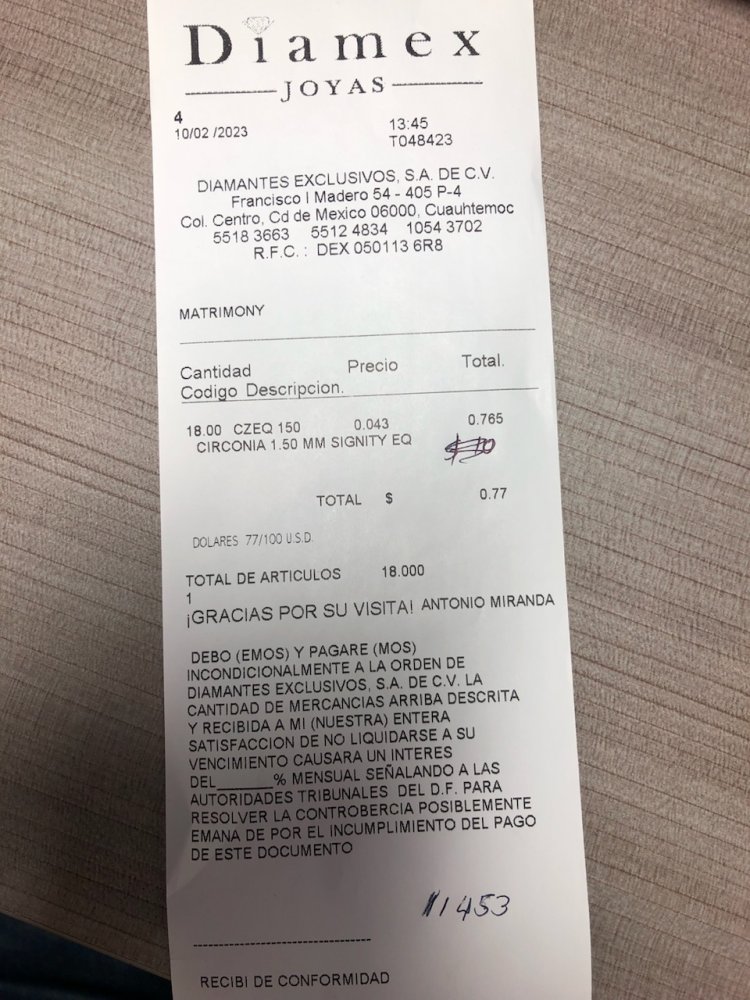 Diamex
JOYAS
4
10/02 /2023 13:45
T048423
DIAMANTES EXCLUSIVOS, S.A. DE C.V.
Francisco I Madero 54 - 405 P-4
Col. Centro, Cd de Mexico 06000, Cuauhtemoc
5518 3663 5512 4834 1054 3702
R.F.C. : DEX 050113 6R8
MATRIMONY
Cantidad Precio Total.
Codigo Descripcion.
18.00 CZEQ 150 0.043 0.765
CIRCONIA 1.50 MM SIGNITY EQ
TOTAL $ 0.77
DOLARES 77/100 U.S.D.
TOTAL DE ARTICULOS 18.000
1
¡GRACIAS POR SU VISITA! ANTONIO MIRANDA
DEBO (EMOS) Y PAGARE (MOS)
INCONDICIONALMENTE A LA ORDEN DE
DIAMANTES EXCLUSIVOS, S.A. DE C.V. LA
CANTIDAD DE MERCANCIAS ARRIBA DESCRITA
Y RECIBIDA A MI (NUESTRA) ENTERA
SATISFACCION DE NO LIQUIDARSE A SU
VENCIMIENTO CAUSARA UN INTERES
DEL______% MENSUAL SEÑALANDO A LAS
AUTORIDADES TRIBUNALES DEL D.F. PARA
RESOLVER LA CONTROBERCIA POSIBLEMENTE
EMANA DE POR EL INCUMPLIMIENTO DEL PAGO
DE ESTE DOCUMENTO
RECIBI DE CONFORMIDAD